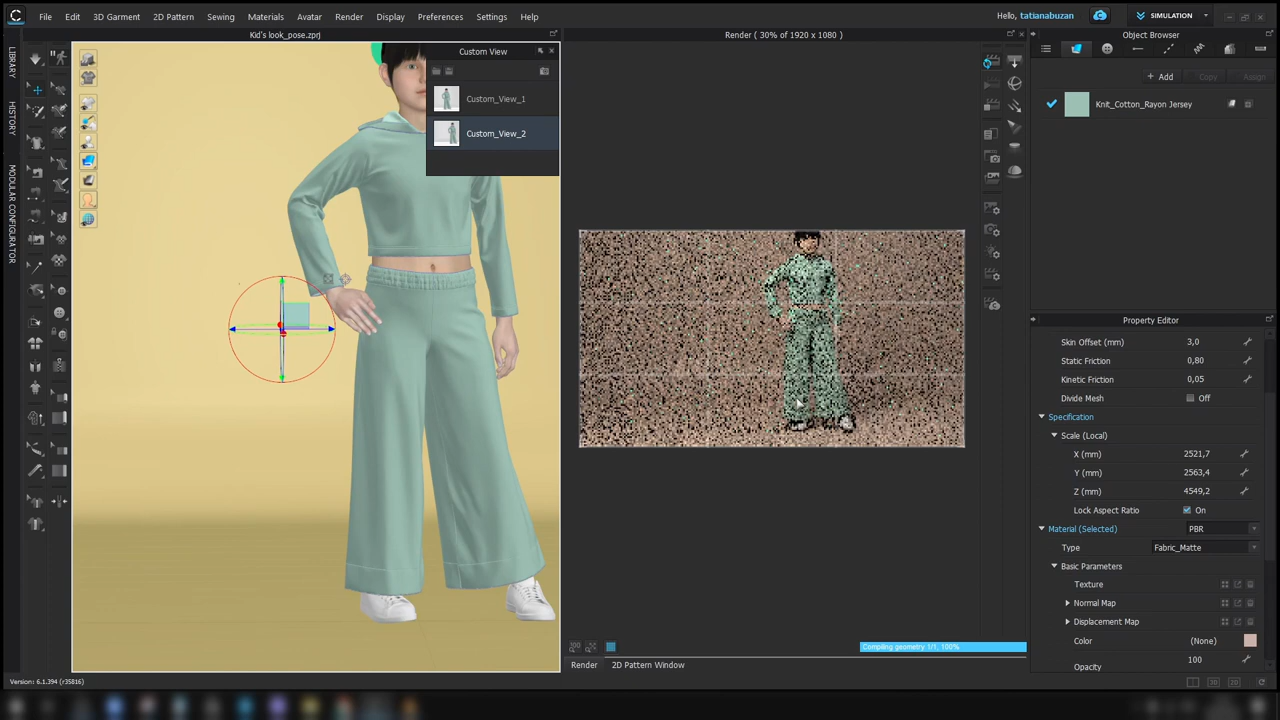 File Edit 3D Garment 2D Pattern Sewing Materials Avatar Render Display Preferences Settings Help
Hello, tatianabuzan
SIMULATION
Kid's look_pose.zprj
Render ( 30% of 1920 x 1080 )
Object Browser
LIBRARY
HISTORY
MODULAR CONFIGURATOR
Custom View
Custom_View_1
Custom_View_2
+ Add Copy Assign
Knit_Cotton_Rayon Jersey
Property Editor
Skin Offset (mm) 3,0
Static Friction 0,80
Kinetic Friction 0,05
Divide Mesh Off
Specification
Scale (Local)
X (mm) 2521,7
Y (mm) 2563,4
Z (mm) 4549,2
Lock Aspect Ratio On
Material (Selected) PBR
Type Fabric_Matte
Basic Parameters
Texture
Normal Map
Displacement Map
Color (None)
Opacity 100
Compiling geometry 1/1, 100%
Render 2D Pattern Window
Version: 6.1.394 (r35816)
3D 2D